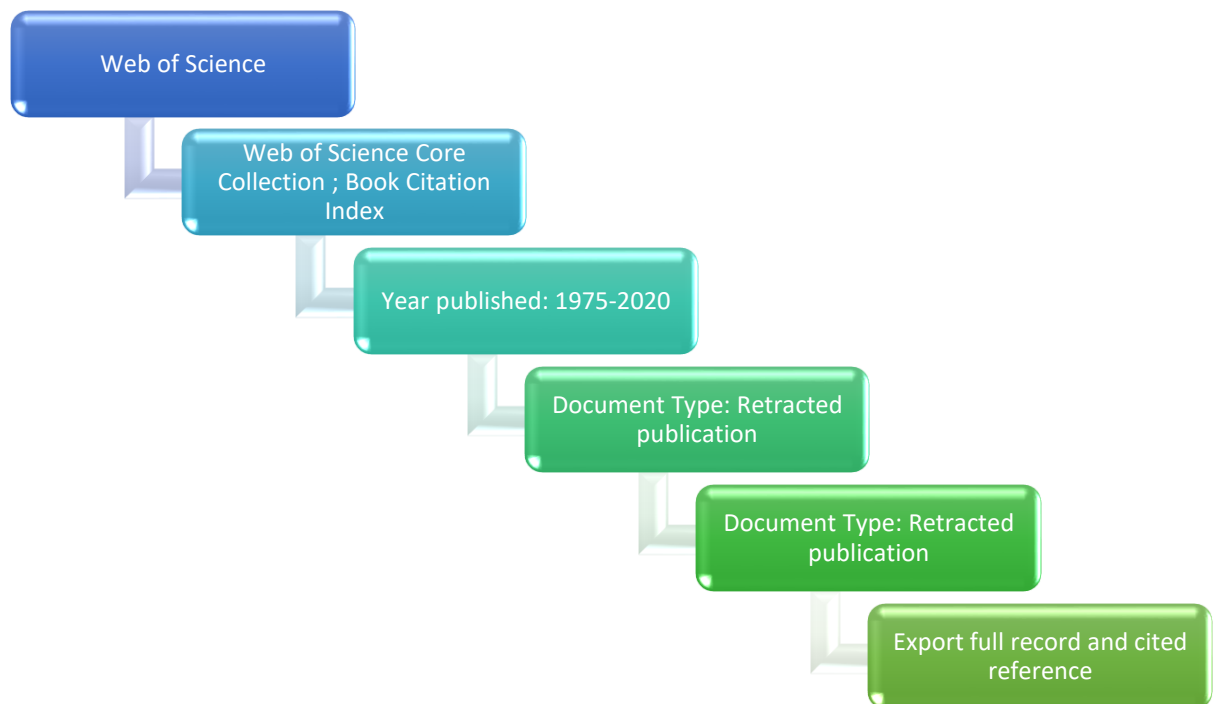 Web of Science
Web of Science Core
Collection ; Book Citation
Index
Year published: 1975-2020
Document Type: Retracted
publication
Document Type: Retracted
publication
Export full record and cited
reference